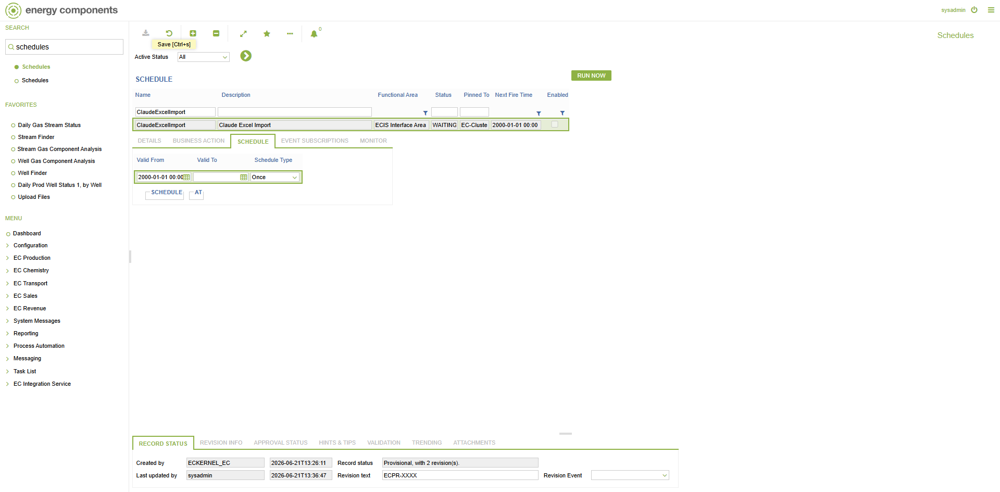 energy components
sysadmin
SEARCH
schedules
Schedules
Schedules
FAVORITES
Daily Gas Stream Status
Stream Finder
Stream Gas Component Analysis
Well Gas Component Analysis
Well Finder
Daily Prod Well Status 1, by Well
Upload Files
MENU
Dashboard
Configuration
EC Production
EC Chemistry
EC Transport
EC Sales
EC Revenue
System Messages
Reporting
Process Automation
Messaging
Task List
EC Integration Service
0
Save [Ctrl+s]
Schedules
Active Status All
SCHEDULE
RUN NOW
Name Description Functional Area Status Pinned To Next Fire Time Enabled
ClaudeExcelImport
ClaudeExcelImport Claude Excel Import ECIS Interface Area WAITING EC-Cluste 2000-01-01 00:00
DETAILS BUSINESS ACTION SCHEDULE EVENT SUBSCRIPTIONS MONITOR
Valid From Valid To Schedule Type
2000-01-01 00:00 Once
SCHEDULE AT
RECORD STATUS REVISION INFO APPROVAL STATUS HINTS & TIPS VALIDATION TRENDING ATTACHMENTS
Created by ECKERNEL_EC 2026-06-21T13:26:11 Record status Provisional, with 2 revision(s).
Last updated by sysadmin 2026-06-21T13:36:47 Revision text ECPR-XXXX Revision Event